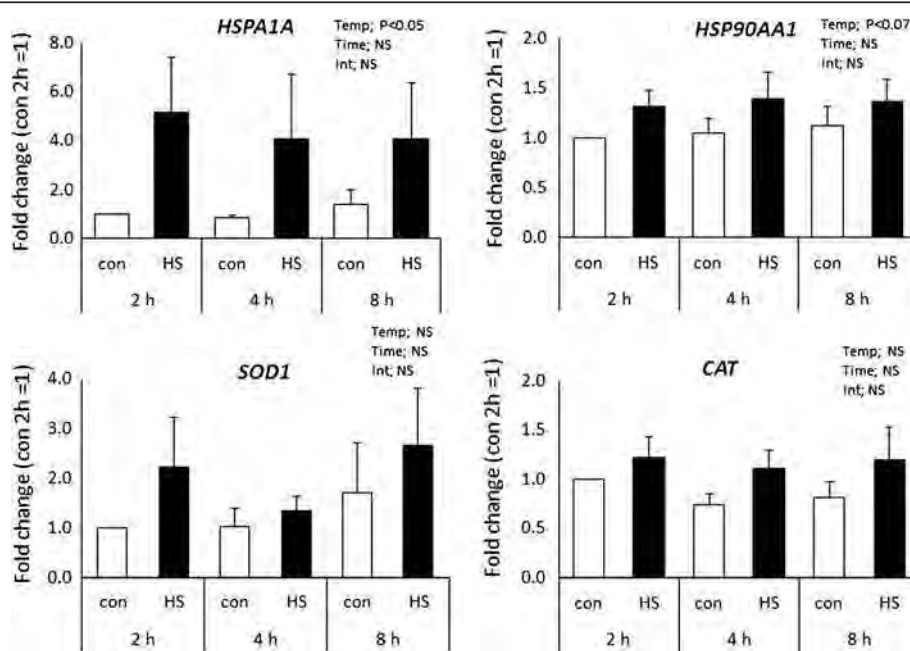 HSPA1A
Temp; P<0.05
Time; NS
Int; NS
Fold change (con 2h =1)
8.0
6.0
4.0
2.0
0.0
con HS con HS con HS
2 h 4 h 8 h
HSP90AA1
Temp; P<0.07
Time; NS
Int; NS
Fold change (con 2h =1)
2.0
1.5
1.0
0.5
0.0
con HS con HS con HS
2 h 4 h 8 h
SOD1
Temp; NS
Time; NS
Int; NS
Fold change (con 2h =1)
4.0
3.0
2.0
1.0
0.0
con HS con HS con HS
2 h 4 h 8 h
CAT
Temp; NS
Time; NS
Int; NS
Fold change (con 2h =1)
2.0
1.5
1.0
0.5
0.0
con HS con HS con HS
2 h 4 h 8 h